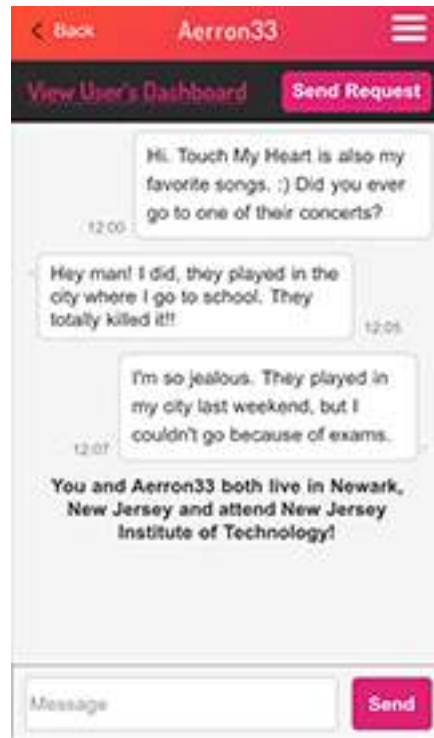 Back
Aerron33
View User's Dashboard
Send Request
Hi. Touch My Heart is also my
favorite songs. :) Did you ever
go to one of their concerts?
12:00
Hey man! I did, they played in the
city where I go to school. They
totally killed it!!
12:05
I'm so jealous. They played in
my city last weekend, but I
couldn't go because of exams.
12:07
You and Aerron33 both live in Newark,
New Jersey and attend New Jersey
Institute of Technology!
Message
Send